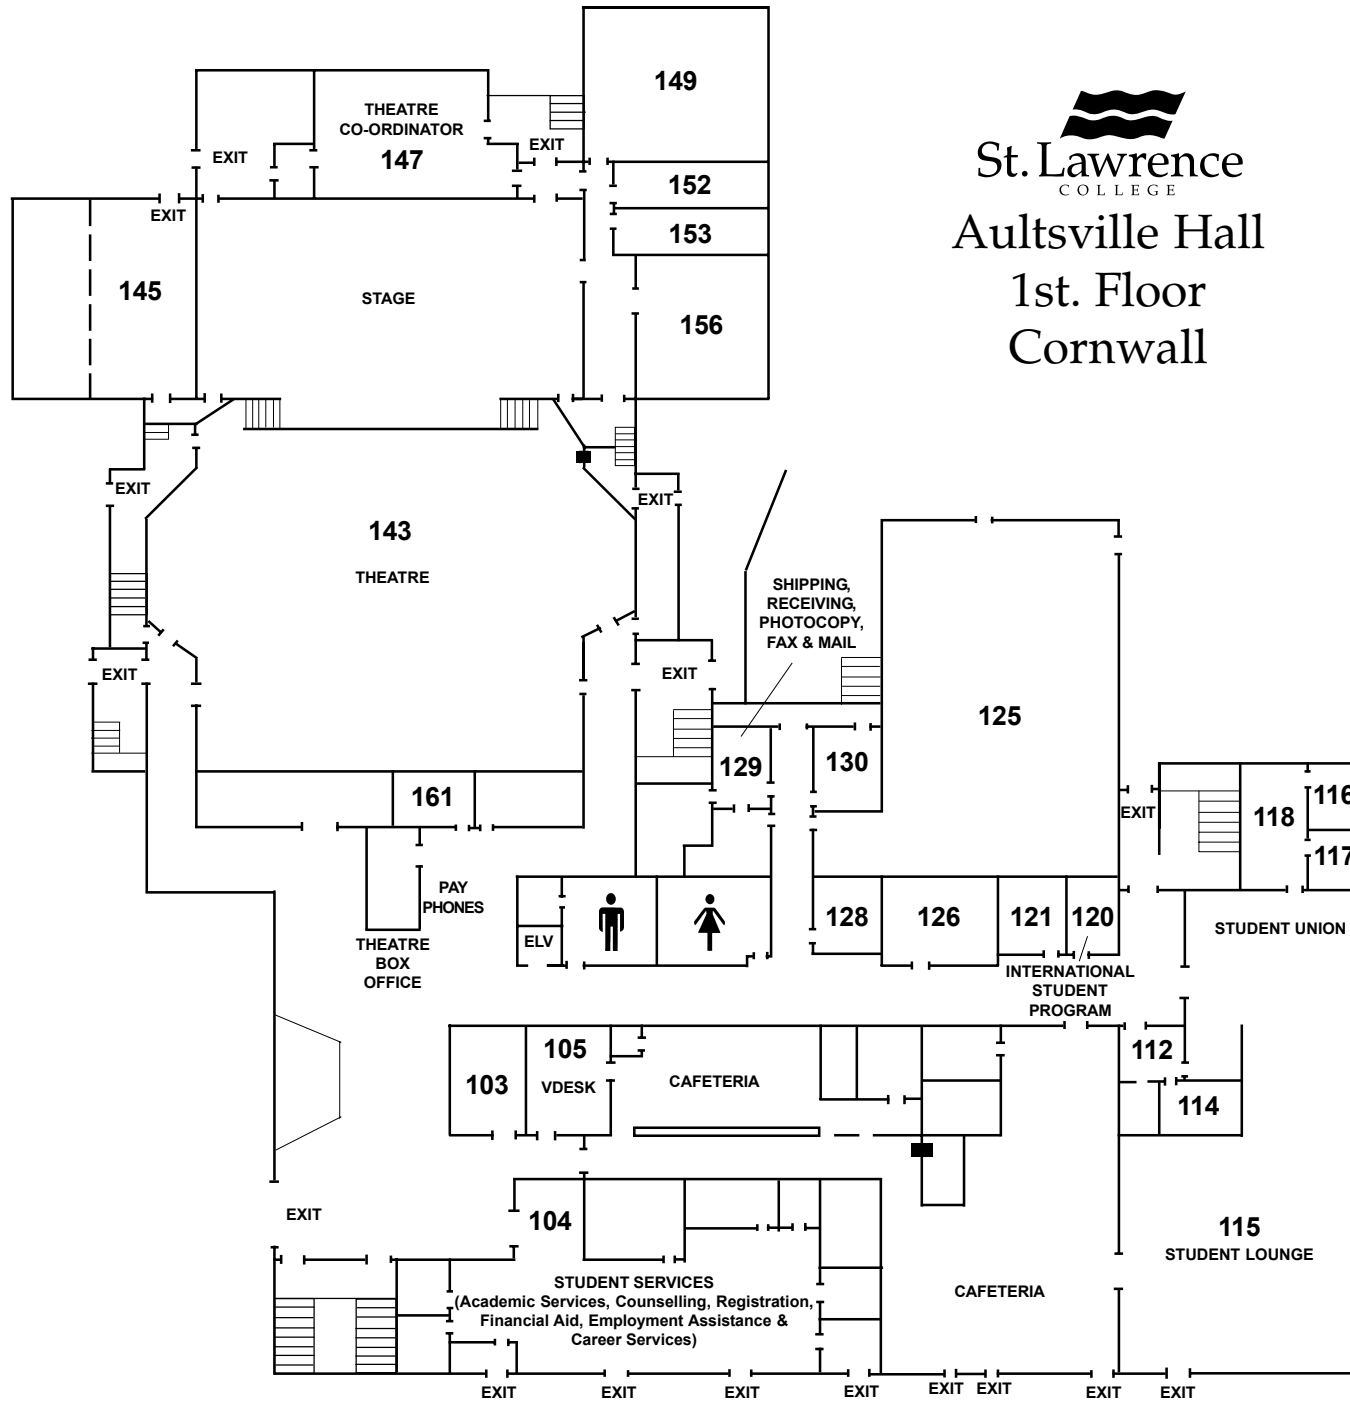 St. Lawrence
COLLEGE
Aultsville Hall
1st. Floor
Cornwall
149
THEATRE
CO-ORDINATOR
147
EXIT
EXIT
152
EXIT
153
145
STAGE
156
EXIT
EXIT
143
THEATRE
SHIPPING,
RECEIVING,
PHOTOCOPY,
FAX & MAIL
EXIT
EXIT
125
129
130
161
EXIT
118
116
117
PAY
PHONES
THEATRE
BOX
OFFICE
ELV
128
126
121
120
STUDENT UNION
INTERNATIONAL
STUDENT
PROGRAM
103
105
VDESK
CAFETERIA
112
114
EXIT
104
115
STUDENT LOUNGE
STUDENT SERVICES
(Academic Services, Counselling, Registration,
Financial Aid, Employment Assistance &
Career Services)
CAFETERIA
EXIT
EXIT
EXIT
EXIT
EXIT
EXIT
EXIT
EXIT